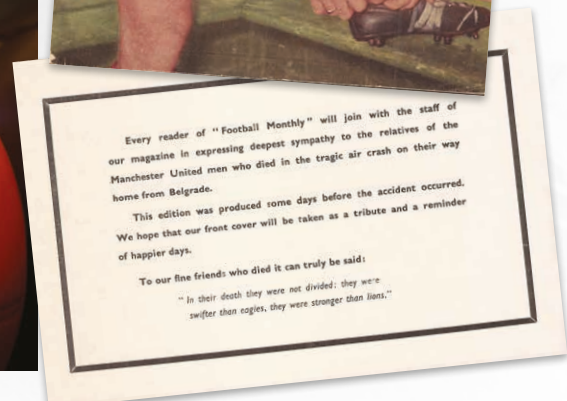 Every reader of "Football Monthly" will join with the staff of
our magazine in expressing deepest sympathy to the relatives of the
Manchester United men who died in the tragic air crash on their way
home from Belgrade.
This edition was produced some days before the accident occurred.
We hope that our front cover will be taken as a tribute and a reminder
of happier days.
To our fine friends who died it can truly be said:
"In their death they were not divided; they were
swifter than eagles, they were stronger than lions."